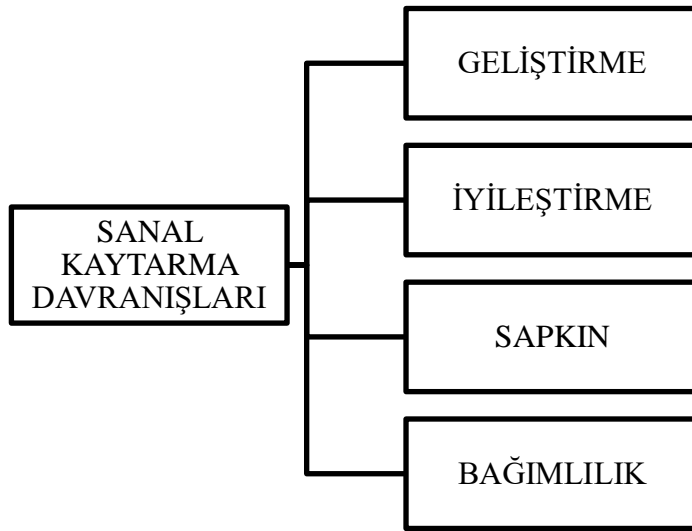 SANAL
KAYTARMA
DAVRANIŞLARI
GELİŞTİRME
İYİLEŞTİRME
SAPKIN
BAĞIMLILIK